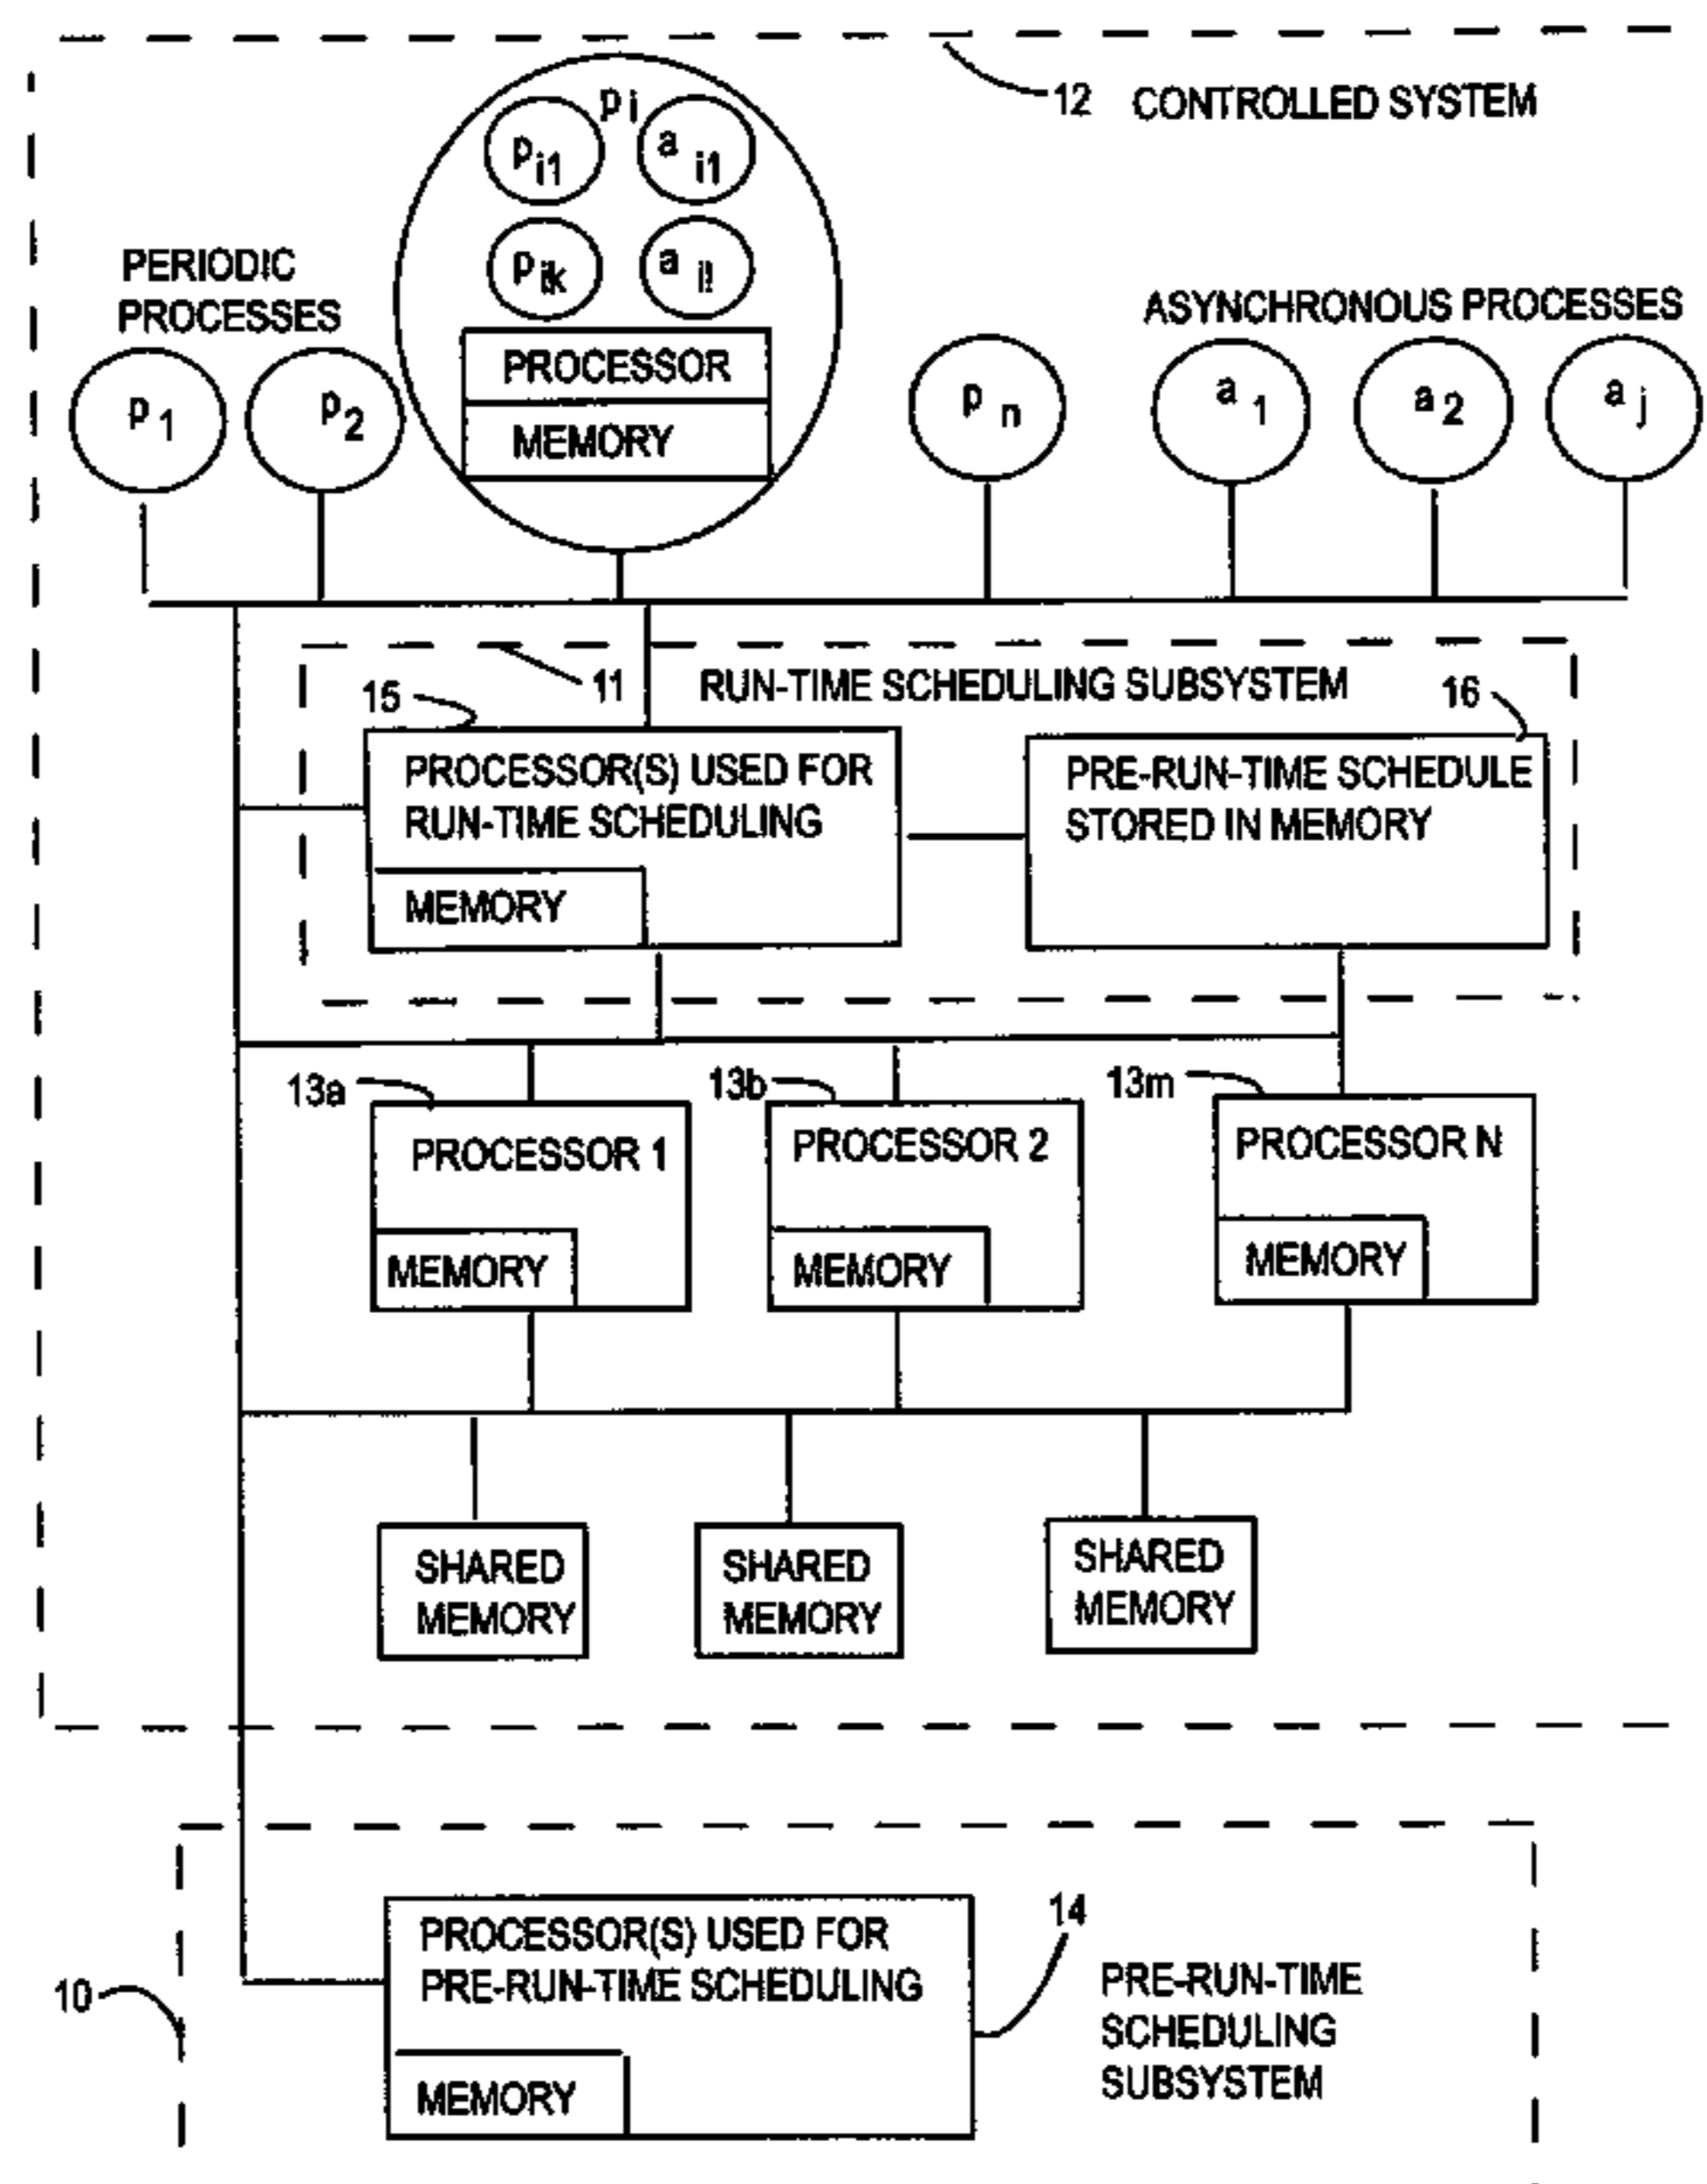 12 CONTROLLED SYSTEM
pi
pi1
ai1
pik
ail
PROCESSOR
MEMORY
PERIODIC
PROCESSES
p1
p2
pn
ASYNCHRONOUS PROCESSES
a1
a2
aj
11 RUN-TIME SCHEDULING SUBSYSTEM
15
16
PROCESSOR(S) USED FOR
RUN-TIME SCHEDULING
MEMORY
PRE-RUN-TIME SCHEDULE
STORED IN MEMORY
13a
PROCESSOR 1
MEMORY
13b
PROCESSOR 2
MEMORY
13m
PROCESSOR N
MEMORY
SHARED
MEMORY
SHARED
MEMORY
SHARED
MEMORY
10
PROCESSOR(S) USED FOR
PRE-RUN-TIME SCHEDULING
MEMORY
14
PRE-RUN-TIME
SCHEDULING
SUBSYSTEM